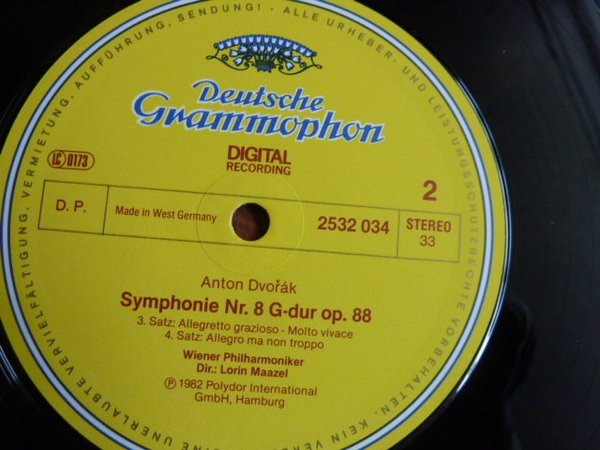 VERMIETUNG, AUFFÜHRUNG, SENDUNG! · ALLE URHEBER- UND LEISTUNGSSCHUTZRECHTE VORBEHALTEN. KEIN VER
EINE UNERLAUBTE VERVIELFÄLTIGUNG,
Deutsche
Grammophon
LC 0173
DIGITAL
RECORDING
2
D. P.
Made in West Germany
2532 034
STEREO
33
Anton Dvořák
Symphonie Nr. 8 G-dur op. 88
3. Satz: Allegretto grazioso - Molto vivace
4. Satz: Allegro ma non troppo
Wiener Philharmoniker
Dir.: Lorin Maazel
Ⓟ 1982 Polydor International
GmbH, Hamburg